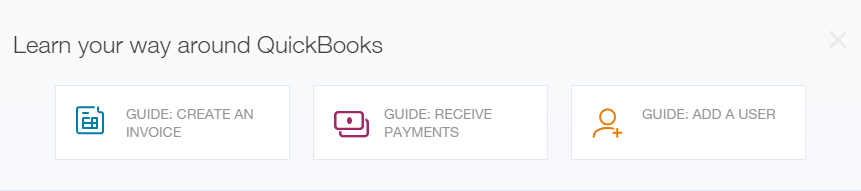 Learn your way around QuickBooks
GUIDE: CREATE AN
INVOICE
GUIDE: RECEIVE
PAYMENTS
GUIDE: ADD A USER